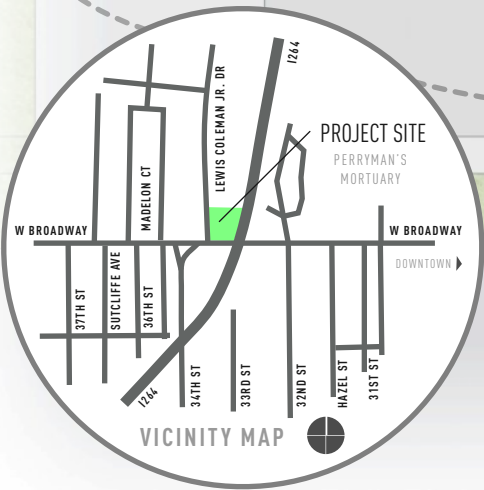 I264
LEWIS COLEMAN JR. DR
PROJECT SITE
PERRYMAN'S
MORTUARY
MADELON CT
W BROADWAY
W BROADWAY
DOWNTOWN
37TH ST
SUTCLIFFE AVE
36TH ST
I264
34TH ST
33RD ST
32ND ST
HAZEL ST
31ST ST
VICINITY MAP